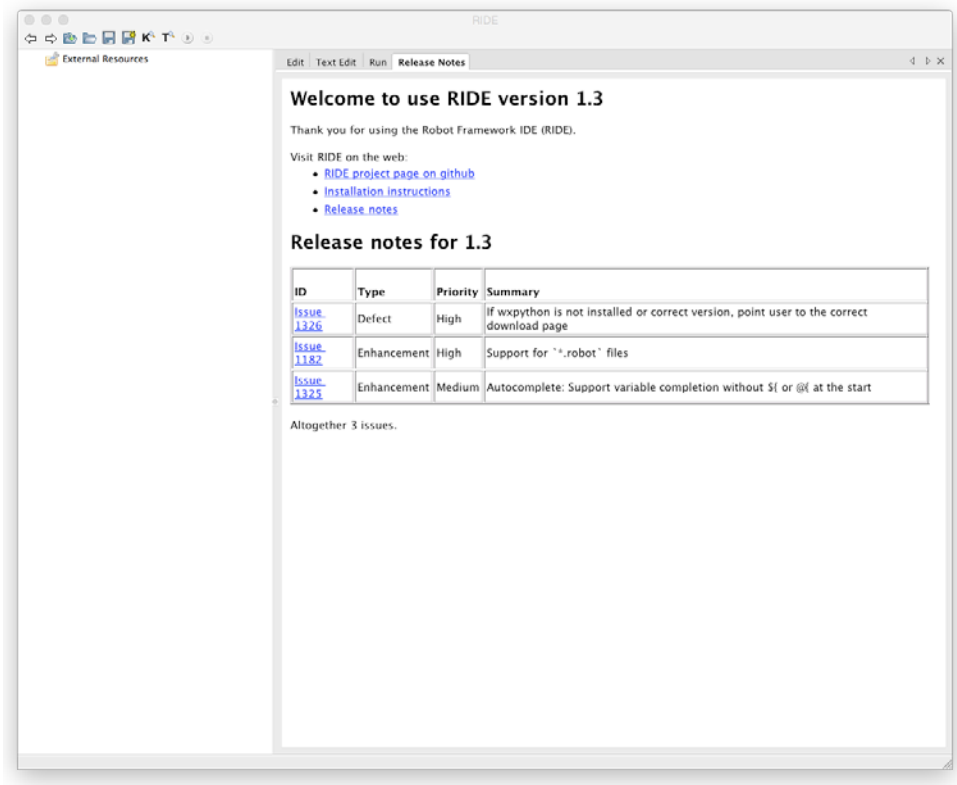 RIDE
K T
External Resources
Edit Text Edit Run Release Notes
Welcome to use RIDE version 1.3
Thank you for using the Robot Framework IDE (RIDE).
Visit RIDE on the web:
• RIDE project page on github
• Installation instructions
• Release notes
Release notes for 1.3
ID Type Priority Summary
Issue 1326 Defect High If wxpython is not installed or correct version, point user to the correct
download page
Issue 1182 Enhancement High Support for `*.robot` files
Issue 1325 Enhancement Medium Autocomplete: Support variable completion without ${ or @{ at the start
Altogether 3 issues.